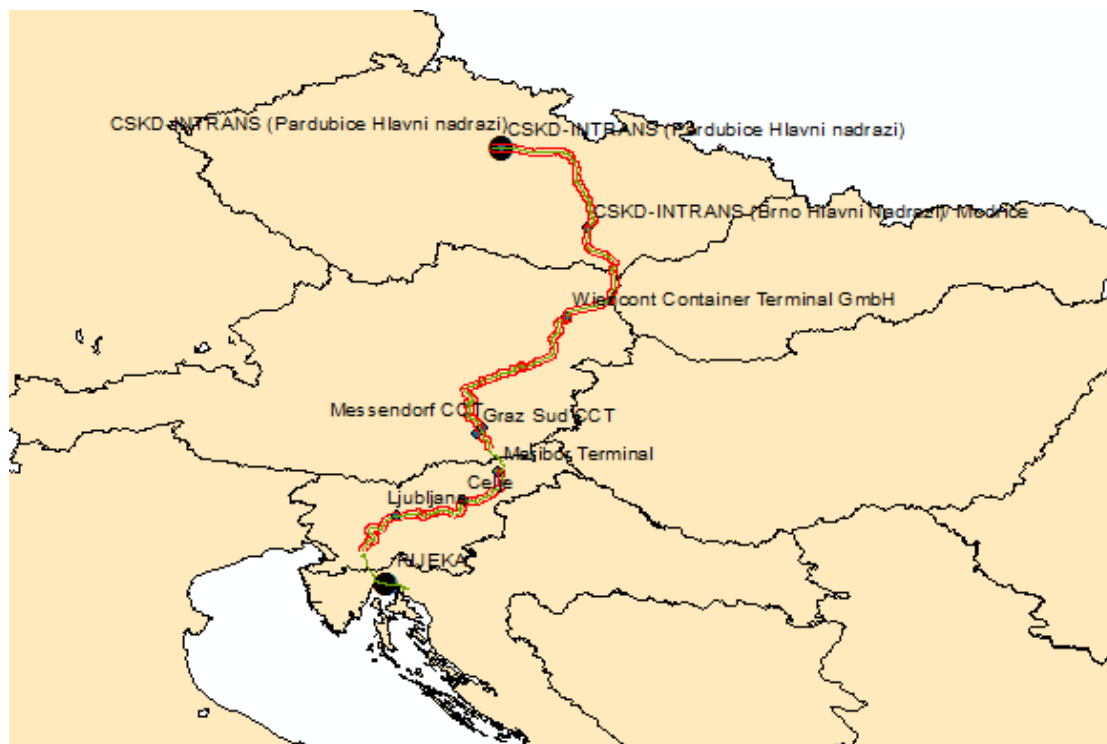 CSKD-INTRANS (Pardubice Hlavni nadrazi)
CSKD-INTRANS (Pardubice Hlavni nadrazi)
CSKD-INTRANS (Brno Hlavni Nadrazi)/ Modrice
Wiencont Container Terminal GmbH
Messendorf CCT
Graz Sud CCT
Maribor Terminal
Celje
Ljubljana
RIJEKA